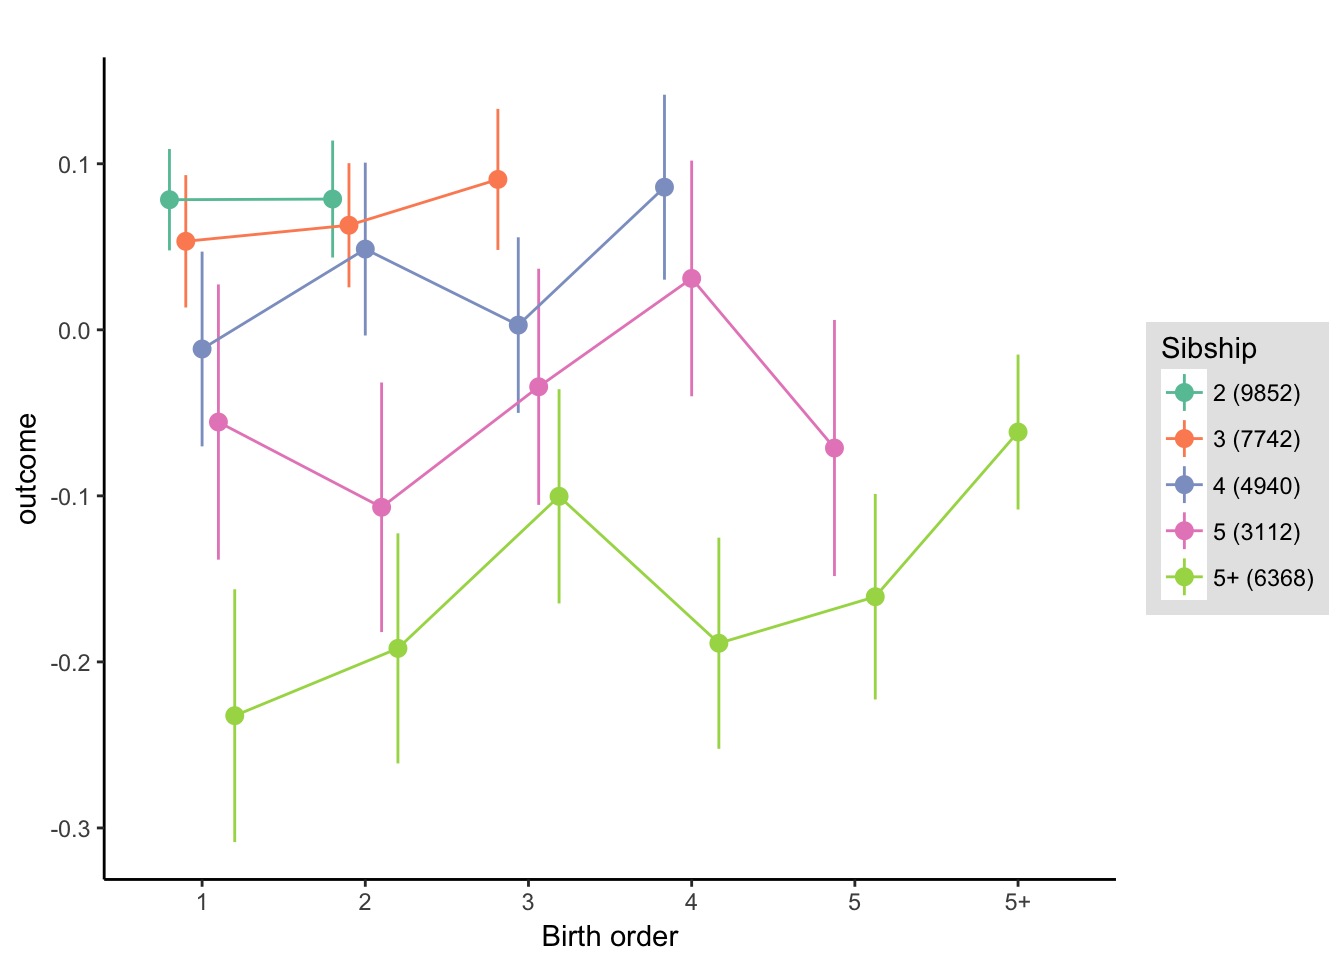 outcome
0.1
0.0
-0.1
-0.2
-0.3
1 2 3 4 5 5+
Birth order
Sibship
2 (9852)
3 (7742)
4 (4940)
5 (3112)
5+ (6368)